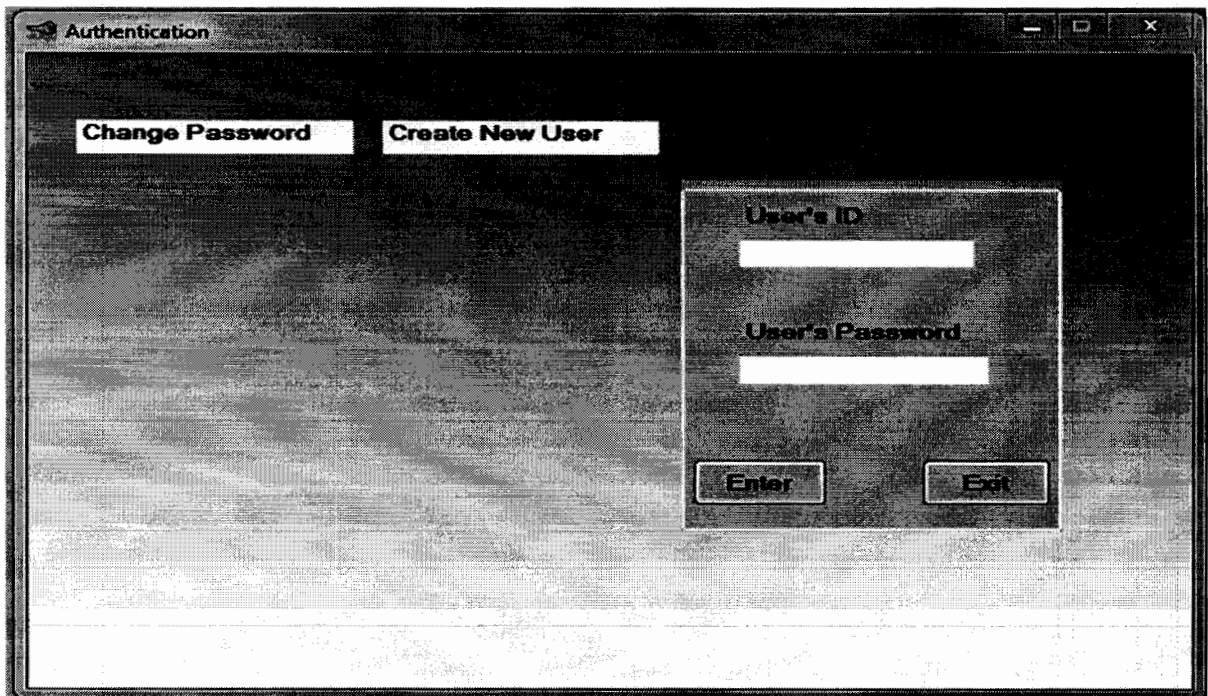 Authentication
Change Password Create New User
User's ID
User's Password
Enter Exit